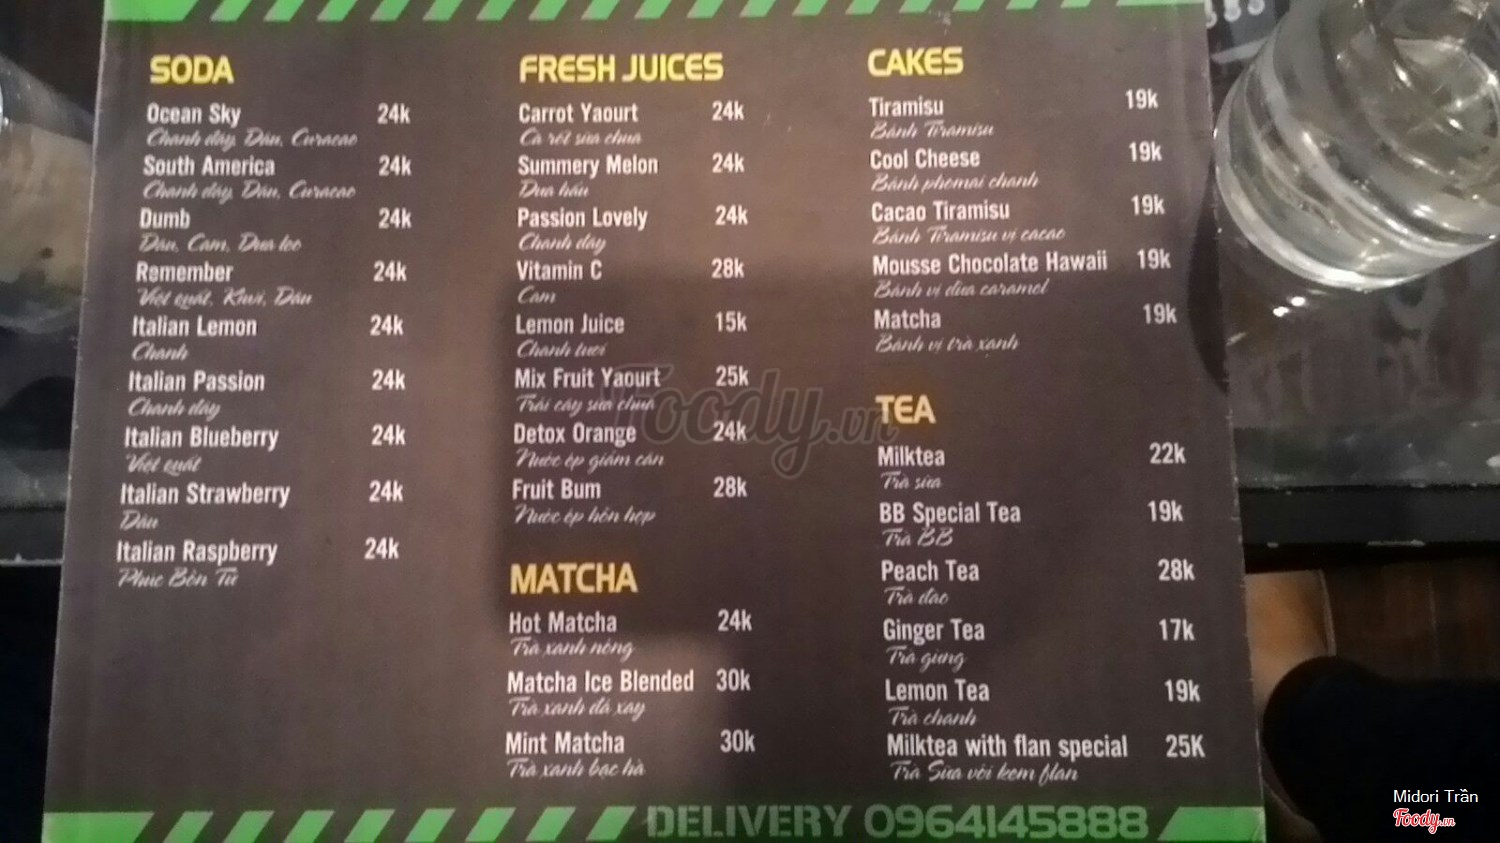 SODA
Ocean Sky 24k
Chanh dây, Dâu, Curacao
South America 24k
Chanh dây, Dâu, Curacao
Dumb 24k
Dâu, Cam, Dưa leo
Remember 24k
Việt quất, Kiwi, Dâu
Italian Lemon 24k
Chanh
Italian Passion 24k
Chanh dây
Italian Blueberry 24k
Việt quất
Italian Strawberry 24k
Dâu
Italian Raspberry 24k
Phúc Bồn Tử
FRESH JUICES
Carrot Yaourt 24k
Cà rốt sữa chua
Summery Melon 24k
Dưa hấu
Passion Lovely 24k
Chanh dây
Vitamin C 28k
Cam
Lemon Juice 15k
Chanh tươi
Mix Fruit Yaourt 25k
Trái cây sữa chua
Detox Orange 24k
Nước ép giảm cân
Fruit Bum 28k
Nước ép hỗn hợp
MATCHA
Hot Matcha 24k
Trà xanh nóng
Matcha Ice Blended 30k
Trà xanh đá xay
Mint Matcha 30k
Trà xanh bạc hà
CAKES
Tiramisu 19k
Bánh Tiramisu
Cool Cheese 19k
Bánh phomai chanh
Cacao Tiramisu 19k
Bánh Tiramisu vị cacao
Mousse Chocolate Hawaii 19k
Bánh vị dừa caramel
Matcha 19k
Bánh vị trà xanh
TEA
Milktea 22k
Trà sữa
BB Special Tea 19k
Trà BB
Peach Tea 28k
Trà đào
Ginger Tea 17k
Trà gừng
Lemon Tea 19k
Trà chanh
Milktea with flan special 25K
Trà Sữa với kem flan
DELIVERY 0964145888
Foody.vn
Midori Trần
Foody.vn